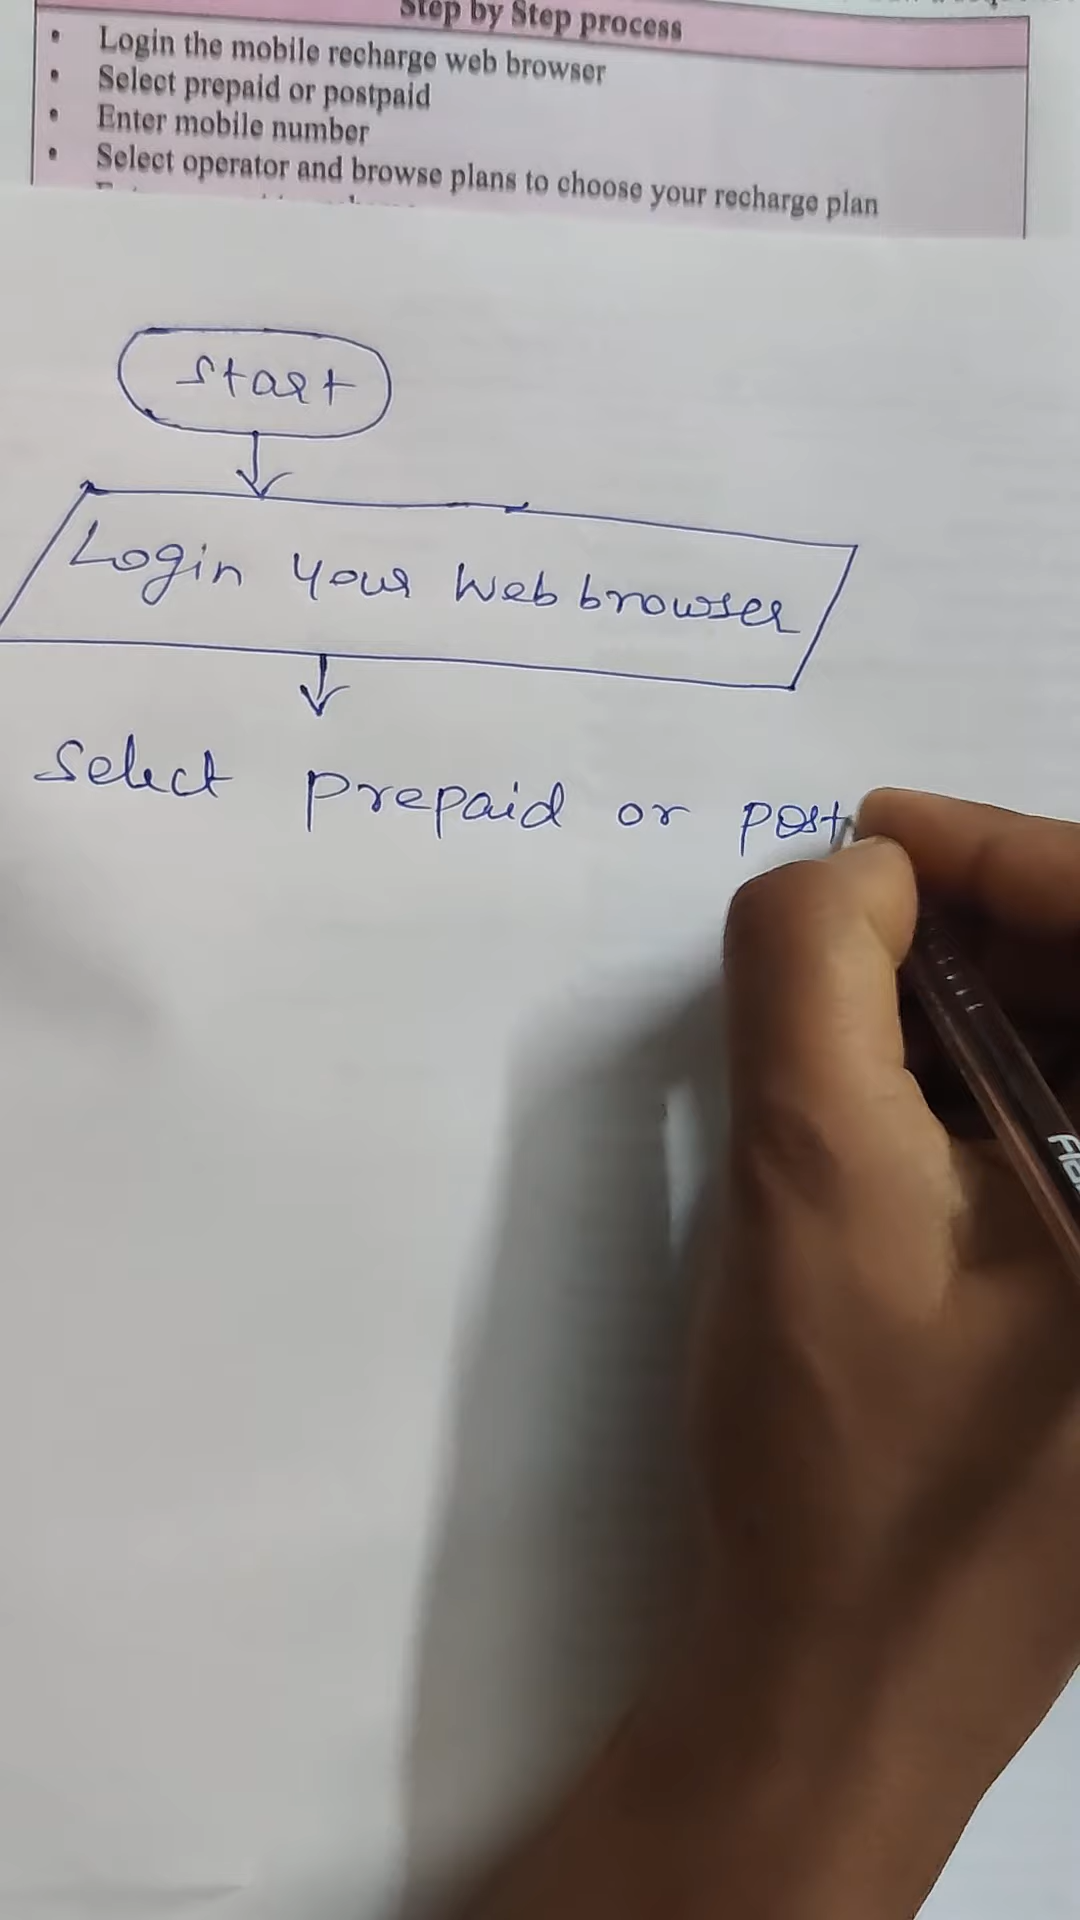 Step by Step process
• Login the mobile recharge web browser
• Select prepaid or postpaid
• Enter mobile number
• Select operator and browse plans to choose your recharge plan
Start
Login your Web browser
Select prepaid or post